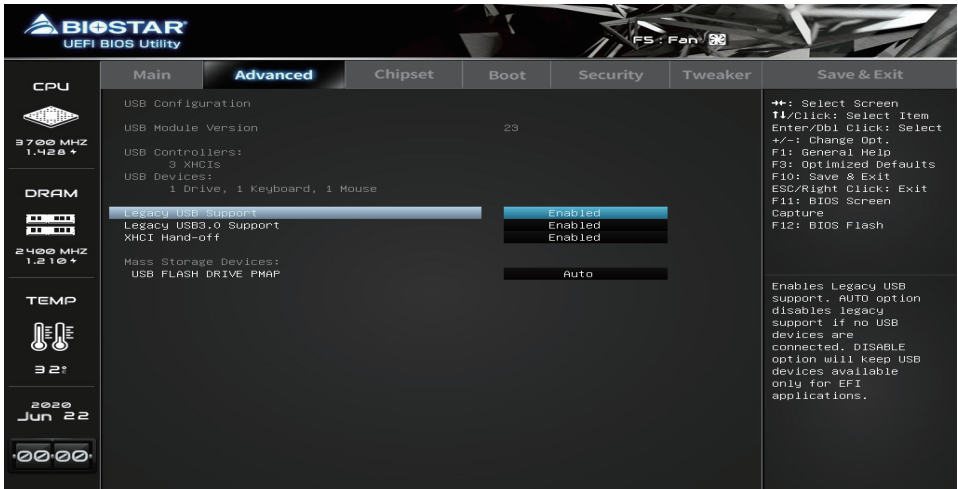 BIOSTAR
UEFI BIOS Utility
F5 : Fan
Main Advanced Chipset Boot Security Tweaker Save & Exit
CPU
3700 MHZ
1.428
DRAM
2400 MHZ
1.210
TEMP
32
2020
Jun 22
00:00
USB Configuration
USB Module Version 23
USB Controllers:
3 XHCIs
USB Devices:
1 Drive, 1 Keyboard, 1 Mouse
Legacy USB Support Enabled
Legacy USB3.0 Support Enabled
XHCI Hand-off Enabled
Mass Storage Devices:
USB FLASH DRIVE PMAP Auto
→←: Select Screen
↑↓/Click: Select Item
Enter/Dbl Click: Select
+/-: Change Opt.
F1: General Help
F3: Optimized Defaults
F10: Save & Exit
ESC/Right Click: Exit
F11: BIOS Screen
Capture
F12: BIOS Flash
Enables Legacy USB
support. AUTO option
disables legacy
support if no USB
devices are
connected. DISABLE
option will keep USB
devices available
only for EFI
applications.